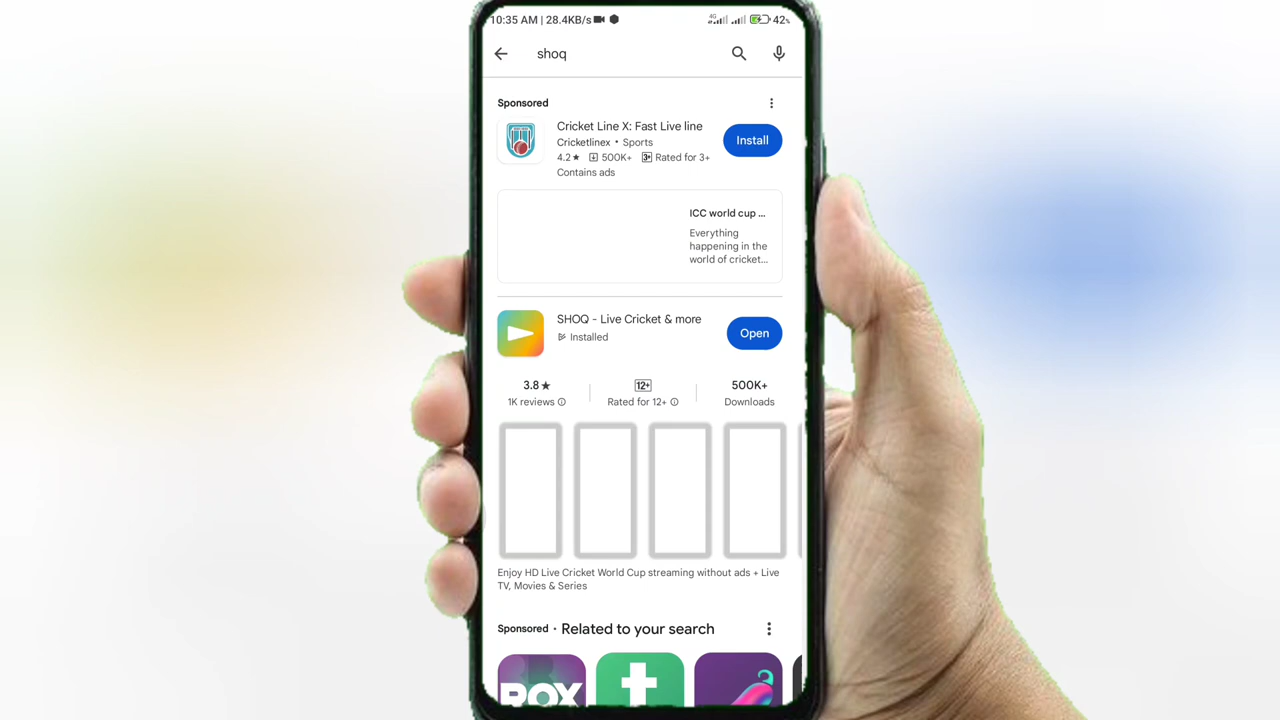 10:35 AM | 28.4KB/s 4G 42%
shoq
Sponsored
Cricket Line X: Fast Live line
Cricketlinex • Sports
Install
4.2★ 500K+ 3+ Rated for 3+
Contains ads
ICC world cup ...
Everything
happening in the
world of cricket...
SHOQ - Live Cricket & more
Installed
Open
3.8★ 12+ 500K+
1K reviews Rated for 12+ Downloads
Enjoy HD Live Cricket World Cup streaming without ads + Live
TV, Movies & Series
Sponsored · Related to your search
ROX